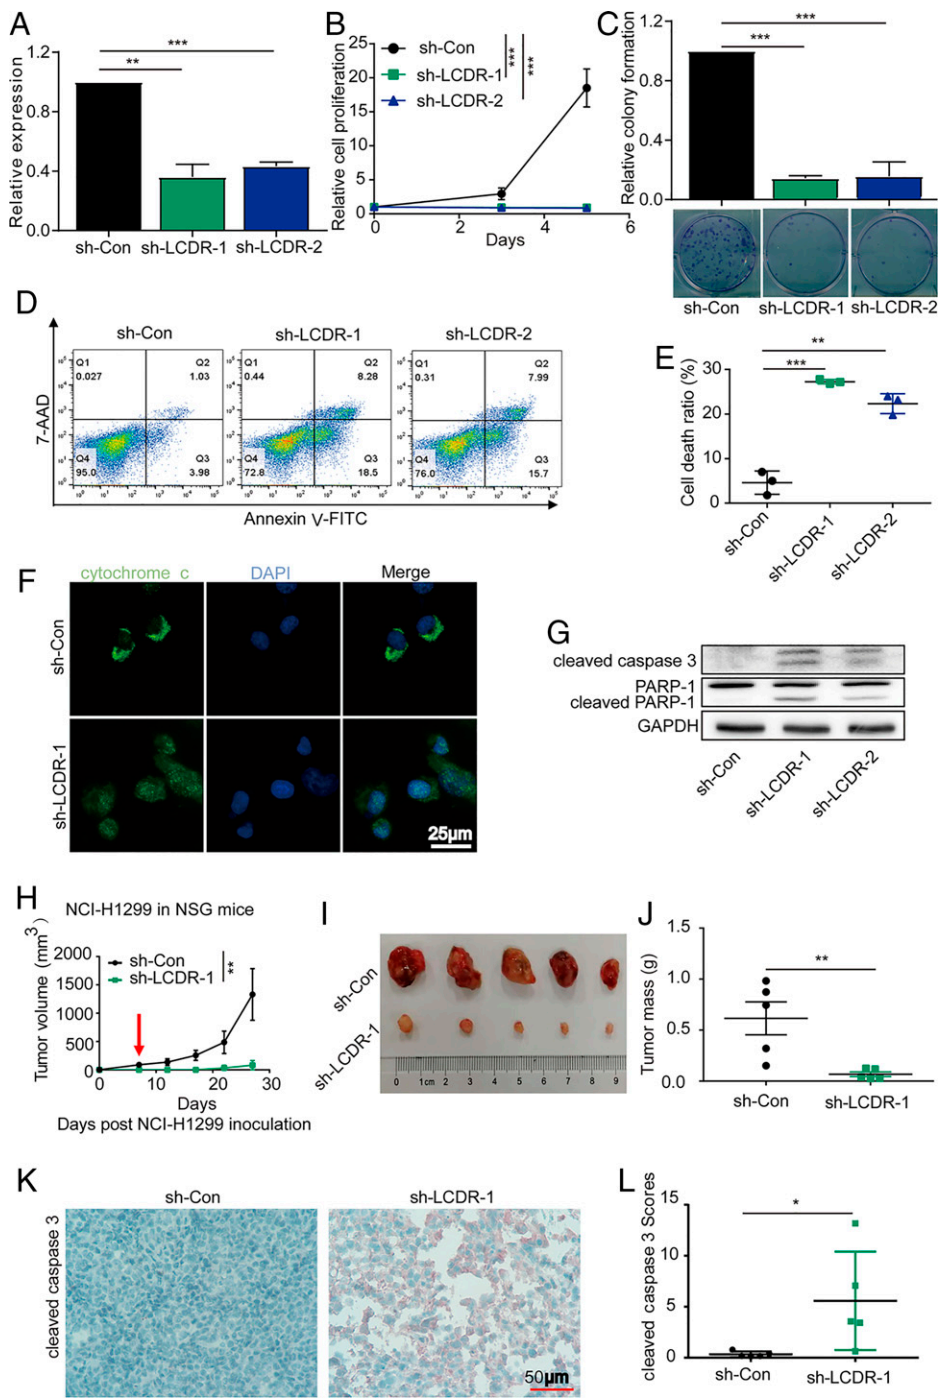 A
Relative expression
1.2
1.0
0.4
0.0
***
**
sh-Con
sh-LCDR-1
sh-LCDR-2
B
Relative cell proliferation
25
20
15
10
5
0
0
2
4
6
Days
sh-Con
sh-LCDR-1
sh-LCDR-2
***
***
C
Relative colony formation
1.2
0.8
0.4
0.0
***
***
sh-Con
sh-LCDR-1
sh-LCDR-2
D
sh-Con
sh-LCDR-1
sh-LCDR-2
7-AAD
Q1
0.027
Q2
1.03
Q4
95.0
Q3
3.98
Q1
0.44
Q2
8.28
Q4
72.8
Q3
18.5
Q1
0.31
Q2
7.99
Q4
76.0
Q3
15.7
Annexin V-FITC
E
Cell death ratio (%)
30
20
10
0
**
***
sh-Con
sh-LCDR-1
sh-LCDR-2
F
cytochrome c
DAPI
Merge
sh-Con
sh-LCDR-1
25μm
G
cleaved caspase 3
PARP-1
cleaved PARP-1
GAPDH
sh-Con
sh-LCDR-1
sh-LCDR-2
H
NCI-H1299 in NSG mice
Tumor volume (mm3)
2000
1500
1000
500
0
sh-Con
sh-LCDR-1
**
0
10
20
30
Days
Days post NCI-H1299 inoculation
I
sh-Con
sh-LCDR-1
0 1cm 2 3 4 5 6 7 8 9
J
Tumor mass (g)
1.5
1.0
0.5
0.0
**
sh-Con
sh-LCDR-1
K
sh-Con
sh-LCDR-1
cleaved caspase 3
50μm
L
cleaved caspase 3 Scores
15
10
5
0
*
sh-Con
sh-LCDR-1